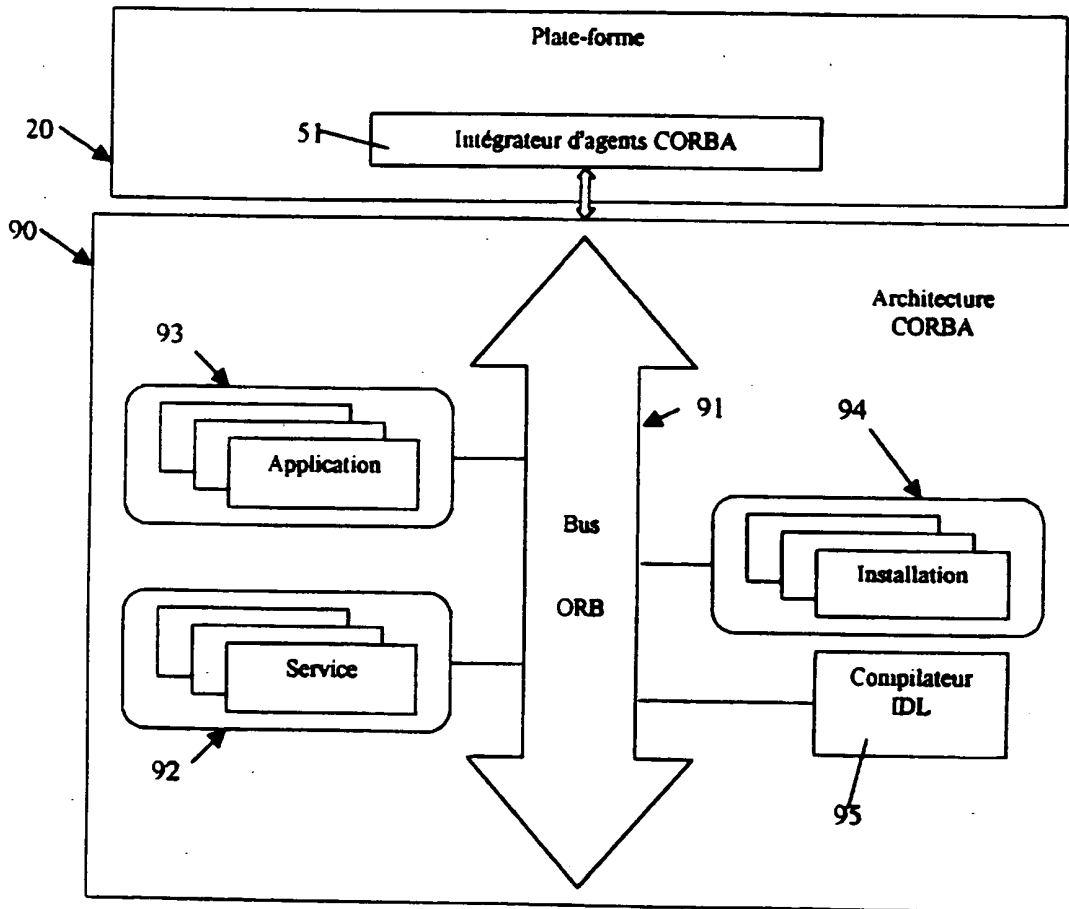 Plate-forme
20
51
Intégrateur d'agents CORBA
90
Architecture
CORBA
93
91
94
Application
Bus
ORB
Installation
Service
Compilateur
IDL
92
95